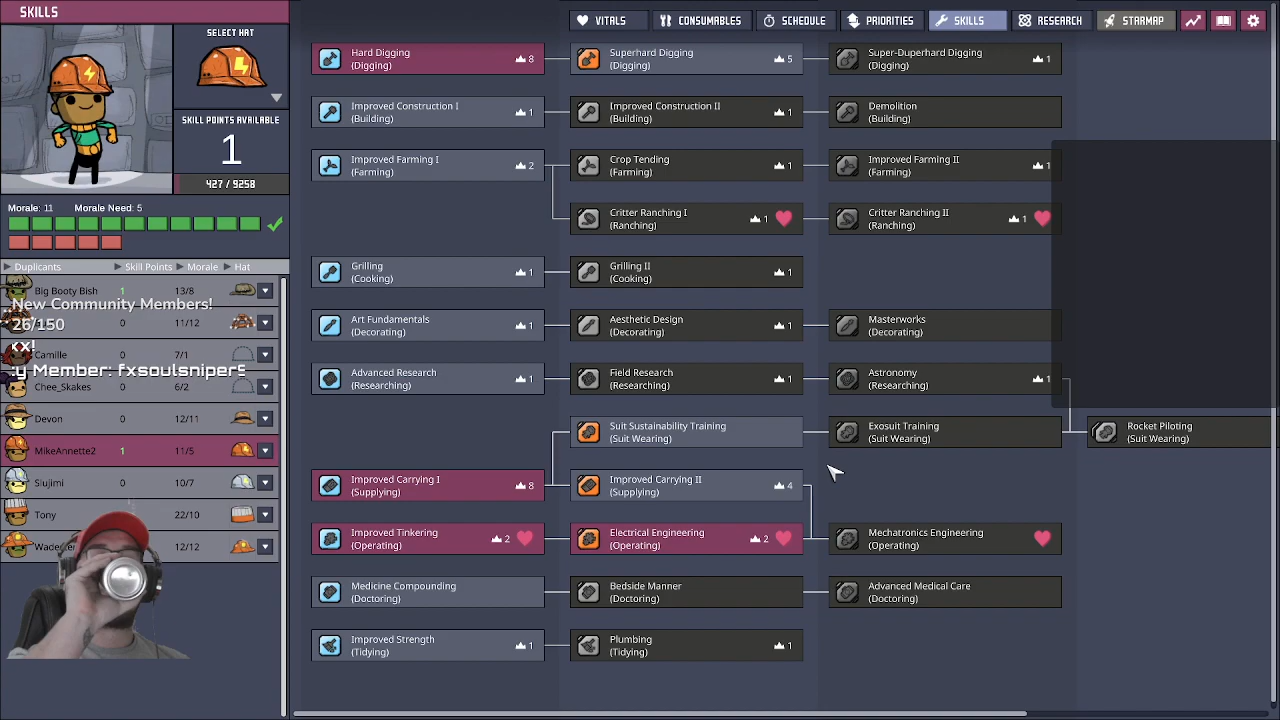 SKILLS
VITALS
CONSUMABLES
SCHEDULE
PRIORITIES
SKILLS
RESEARCH
STARMAP
SELECT HAT
SKILL POINTS AVAILABLE
1
427 / 9258
Morale: 11 Morale Need: 5
Duplicants Skill Points Morale Hat
Big Booty Bish 1 13/8
New Community Members!
26/150
0 11/12
кx!
Camille 0 7/1
:y Member: fxsoulsniper9
Chee_Skakes 0 6/2
Devon 0 12/11
MikeAnnette2 1 11/5
Slujimi 0 10/7
Tony 22/10
12/12
Hard Digging
(Digging)
8
Superhard Digging
(Digging)
5
Super-Duperhard Digging
(Digging)
1
Improved Construction I
(Building)
1
Improved Construction II
(Building)
1
Demolition
(Building)
Improved Farming I
(Farming)
2
Crop Tending
(Farming)
1
Improved Farming II
(Farming)
1
Critter Ranching I
(Ranching)
1
Critter Ranching II
(Ranching)
1
Grilling
(Cooking)
1
Grilling II
(Cooking)
1
Art Fundamentals
(Decorating)
1
Aesthetic Design
(Decorating)
1
Masterworks
(Decorating)
Advanced Research
(Researching)
1
Field Research
(Researching)
1
Astronomy
(Researching)
1
Suit Sustainability Training
(Suit Wearing)
Exosuit Training
(Suit Wearing)
Rocket Piloting
(Suit Wearing)
Improved Carrying I
(Supplying)
8
Improved Carrying II
(Supplying)
4
Improved Tinkering
(Operating)
2
Electrical Engineering
(Operating)
2
Mechatronics Engineering
(Operating)
Medicine Compounding
(Doctoring)
Bedside Manner
(Doctoring)
Advanced Medical Care
(Doctoring)
Improved Strength
(Tidying)
1
Plumbing
(Tidying)
1